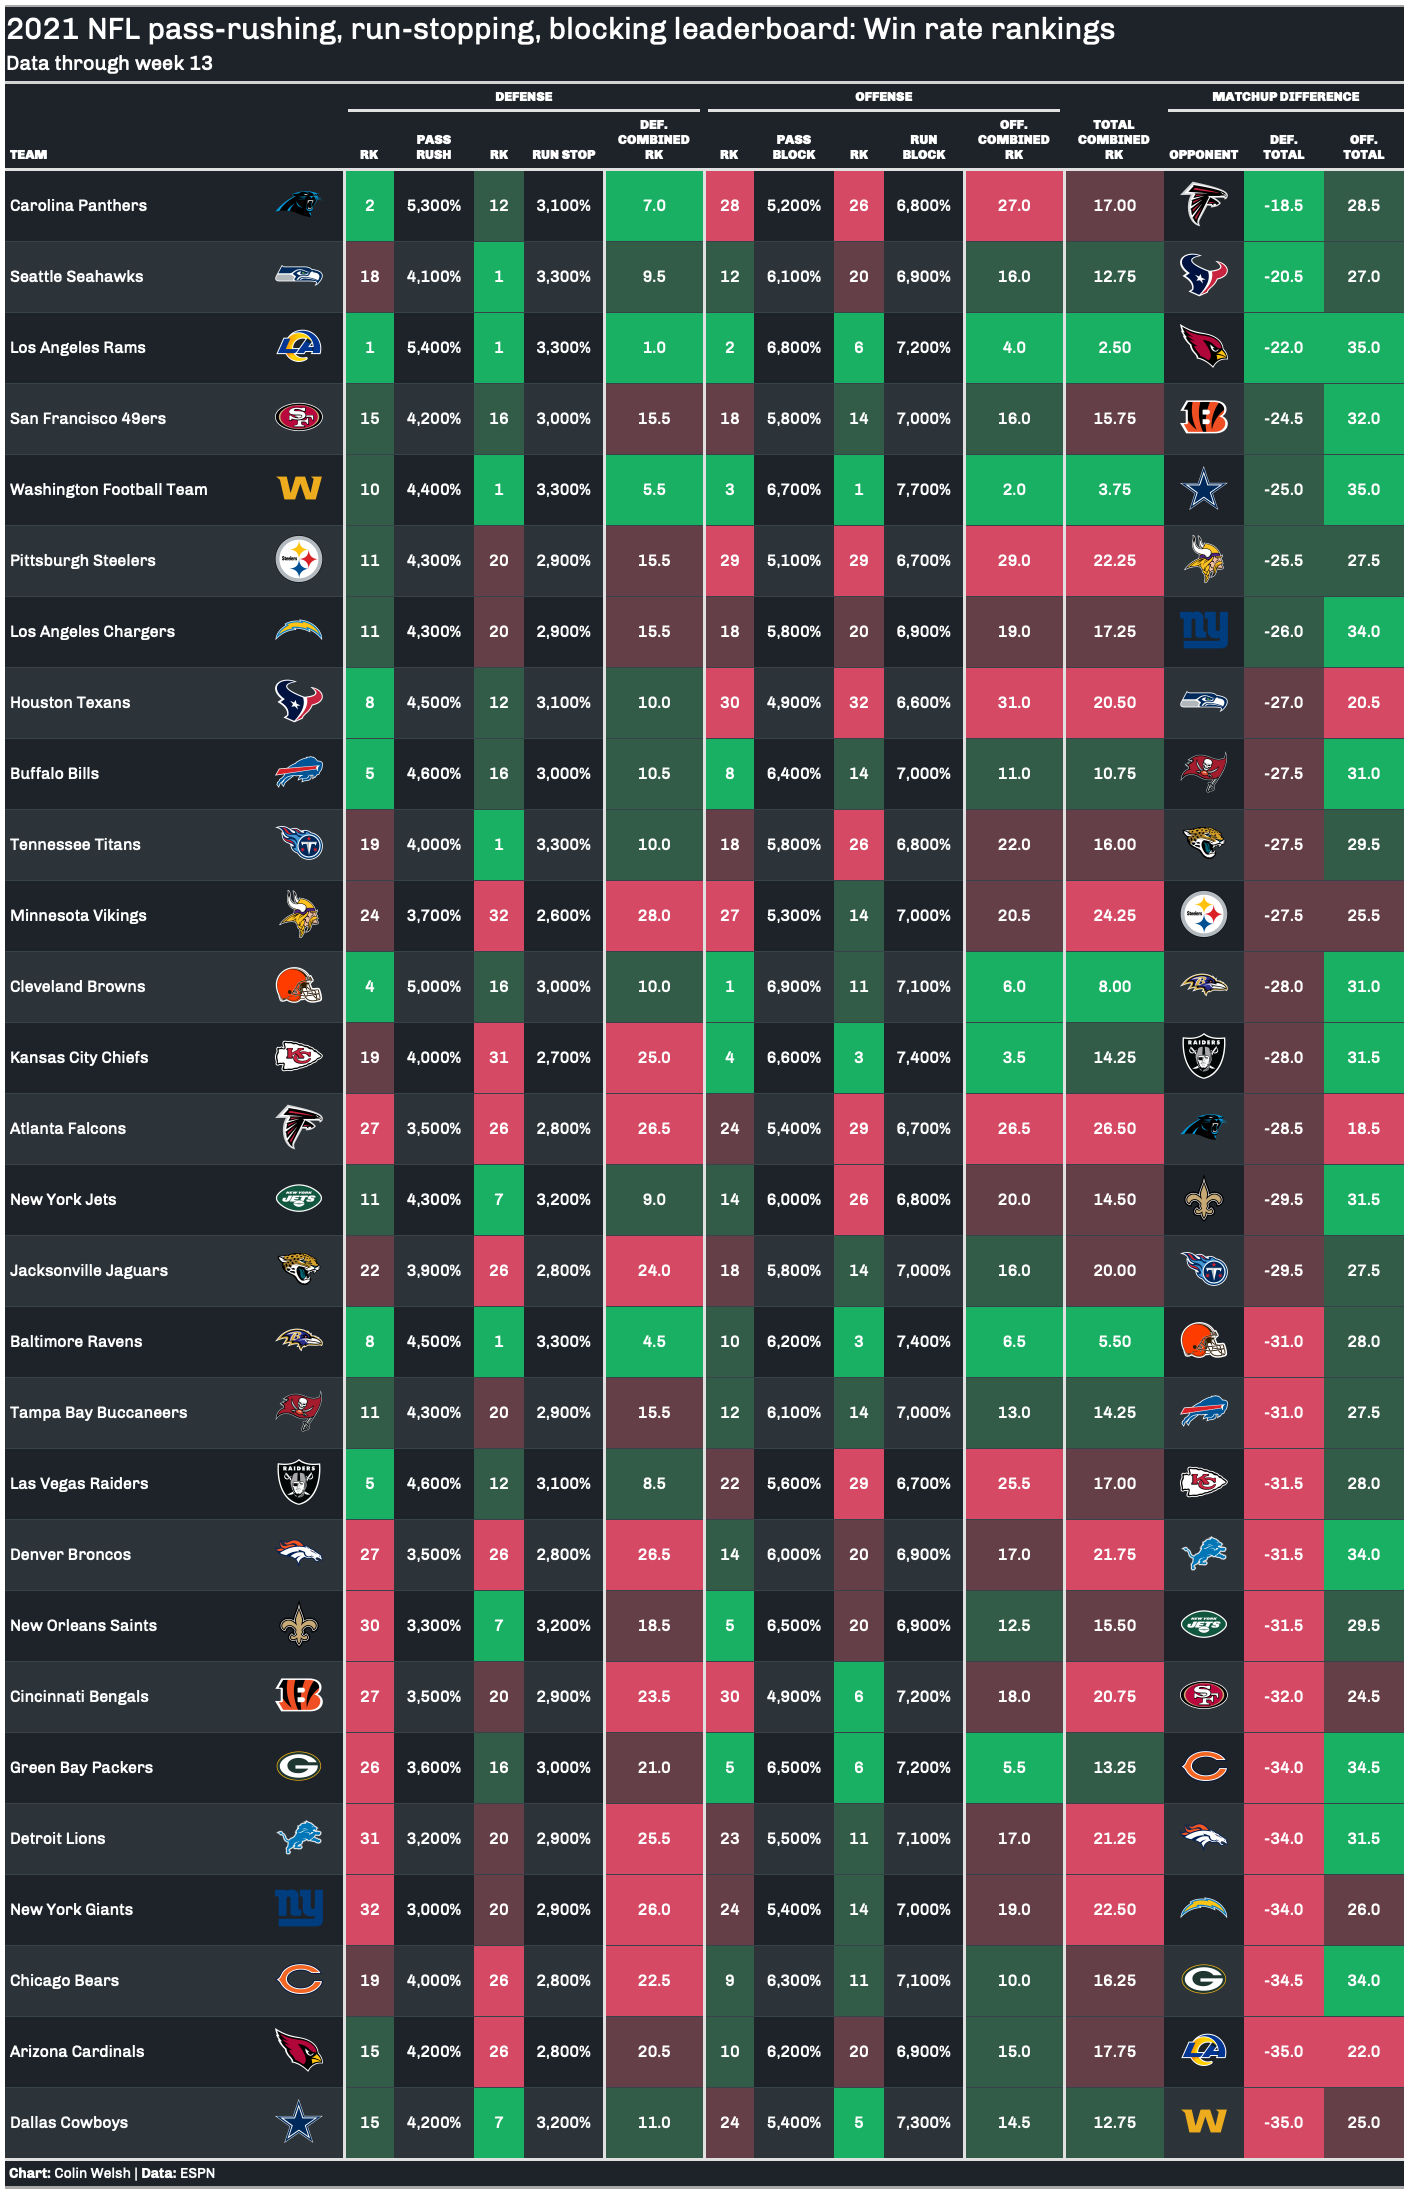 2021 NFL pass-rushing, run-stopping, blocking leaderboard: Win rate rankings
Data through week 13
DEFENSE OFFENSE MATCHUP DIFFERENCE
TEAM RK PASS RUSH RK RUN STOP DEF. COMBINED RK RK PASS BLOCK RK RUN BLOCK OFF. COMBINED RK TOTAL COMBINED RK OPPONENT DEF. TOTAL OFF. TOTAL
Carolina Panthers 2 5,300% 12 3,100% 7.0 28 5,200% 26 6,800% 27.0 17.00 -18.5 28.5
Seattle Seahawks 18 4,100% 1 3,300% 9.5 12 6,100% 20 6,900% 16.0 12.75 -20.5 27.0
Los Angeles Rams 1 5,400% 1 3,300% 1.0 2 6,800% 6 7,200% 4.0 2.50 -22.0 35.0
San Francisco 49ers SF 15 4,200% 16 3,000% 15.5 18 5,800% 14 7,000% 16.0 15.75 -24.5 32.0
Washington Football Team W 10 4,400% 1 3,300% 5.5 3 6,700% 1 7,700% 2.0 3.75 -25.0 35.0
Pittsburgh Steelers Steelers 11 4,300% 20 2,900% 15.5 29 5,100% 29 6,700% 29.0 22.25 -25.5 27.5
Los Angeles Chargers 11 4,300% 20 2,900% 15.5 18 5,800% 20 6,900% 19.0 17.25 ny -26.0 34.0
Houston Texans 8 4,500% 12 3,100% 10.0 30 4,900% 32 6,600% 31.0 20.50 -27.0 20.5
Buffalo Bills 5 4,600% 16 3,000% 10.5 8 6,400% 14 7,000% 11.0 10.75 -27.5 31.0
Tennessee Titans T 19 4,000% 1 3,300% 10.0 18 5,800% 26 6,800% 22.0 16.00 -27.5 29.5
Minnesota Vikings 24 3,700% 32 2,600% 28.0 27 5,300% 14 7,000% 20.5 24.25 Steelers -27.5 25.5
Cleveland Browns 4 5,000% 16 3,000% 10.0 1 6,900% 11 7,100% 6.0 8.00 -28.0 31.0
Kansas City Chiefs KC 19 4,000% 31 2,700% 25.0 4 6,600% 3 7,400% 3.5 14.25 RAIDERS -28.0 31.5
Atlanta Falcons 27 3,500% 26 2,800% 26.5 24 5,400% 29 6,700% 26.5 26.50 -28.5 18.5
New York Jets NEW YORK JETS 11 4,300% 7 3,200% 9.0 14 6,000% 26 6,800% 20.0 14.50 -29.5 31.5
Jacksonville Jaguars 22 3,900% 26 2,800% 24.0 18 5,800% 14 7,000% 16.0 20.00 T -29.5 27.5
Baltimore Ravens 8 4,500% 1 3,300% 4.5 10 6,200% 3 7,400% 6.5 5.50 -31.0 28.0
Tampa Bay Buccaneers 11 4,300% 20 2,900% 15.5 12 6,100% 14 7,000% 13.0 14.25 -31.0 27.5
Las Vegas Raiders RAIDERS 5 4,600% 12 3,100% 8.5 22 5,600% 29 6,700% 25.5 17.00 KC -31.5 28.0
Denver Broncos 27 3,500% 26 2,800% 26.5 14 6,000% 20 6,900% 17.0 21.75 -31.5 34.0
New Orleans Saints 30 3,300% 7 3,200% 18.5 5 6,500% 20 6,900% 12.5 15.50 NEW YORK JETS -31.5 29.5
Cincinnati Bengals B 27 3,500% 20 2,900% 23.5 30 4,900% 6 7,200% 18.0 20.75 SF -32.0 24.5
Green Bay Packers G 26 3,600% 16 3,000% 21.0 5 6,500% 6 7,200% 5.5 13.25 C -34.0 34.5
Detroit Lions 31 3,200% 20 2,900% 25.5 23 5,500% 11 7,100% 17.0 21.25 -34.0 31.5
New York Giants ny 32 3,000% 20 2,900% 26.0 24 5,400% 14 7,000% 19.0 22.50 -34.0 26.0
Chicago Bears C 19 4,000% 26 2,800% 22.5 9 6,300% 11 7,100% 10.0 16.25 G -34.5 34.0
Arizona Cardinals 15 4,200% 26 2,800% 20.5 10 6,200% 20 6,900% 15.0 17.75 LA -35.0 22.0
Dallas Cowboys 15 4,200% 7 3,200% 11.0 24 5,400% 5 7,300% 14.5 12.75 W -35.0 25.0
Chart: Colin Welsh | Data: ESPN